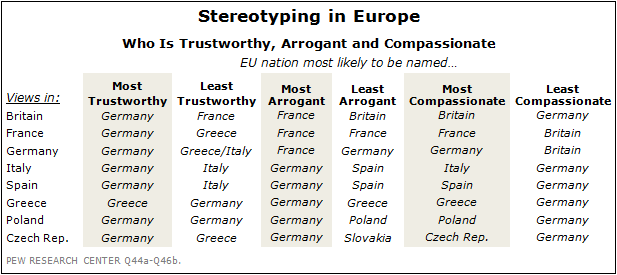 Stereotyping in Europe
Who Is Trustworthy, Arrogant and Compassionate
EU nation most likely to be named...
Views in: Most Trustworthy Least Trustworthy Most Arrogant Least Arrogant Most Compassionate Least Compassionate
Britain Germany France France Britain Britain Germany
France Germany Greece France France France Britain
Germany Germany Greece/Italy France Germany Germany Britain
Italy Germany Italy Germany Spain Italy Germany
Spain Germany Italy Germany Spain Spain Germany
Greece Greece Germany Germany Greece Greece Germany
Poland Germany Germany Germany Poland Poland Germany
Czech Rep. Germany Greece Germany Slovakia Czech Rep. Germany
PEW RESEARCH CENTER Q44a-Q46b.